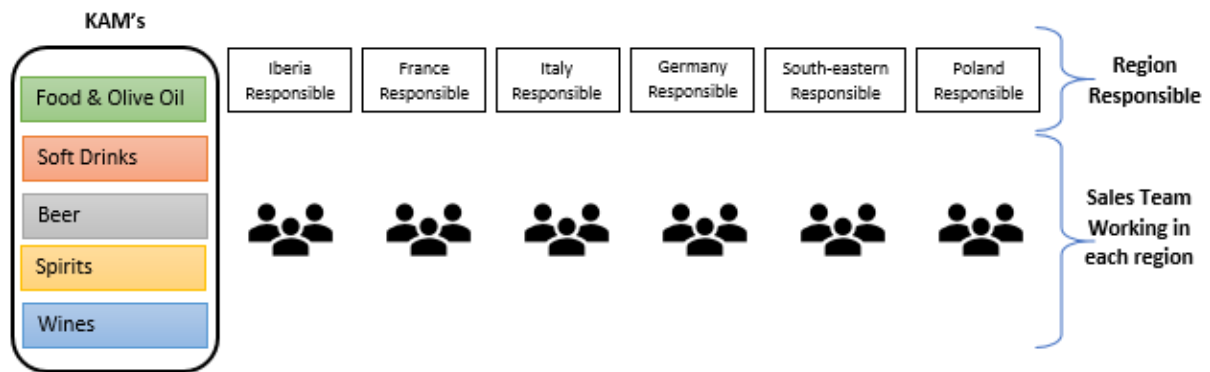 KAM's
Food & Olive Oil
Soft Drinks
Beer
Spirits
Wines
Iberia
Responsible
France
Responsible
Italy
Responsible
Germany
Responsible
South-eastern
Responsible
Poland
Responsible
Region
Responsible
Sales Team
Working in
each region